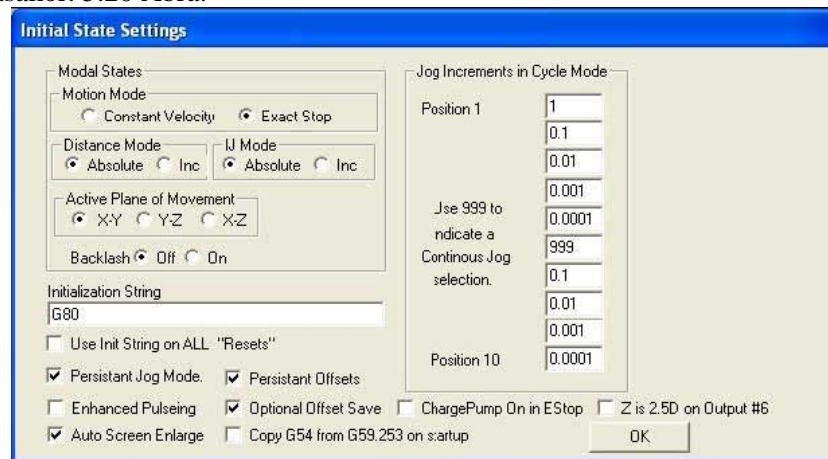 Initial State Settings
Modal States
Motion Mode
Constant Velocity Exact Stop
Distance Mode
Absolute Inc
IJ Mode
Absolute Inc
Active Plane of Movement
X-Y Y-Z X-Z
Backlash Off On
Initialization String
G80
Use Init String on ALL "Resets"
Persistant Jog Mode.
Persistant Offsets
Enhanced Pulseing
Optional Offset Save
ChargePump On in EStop
Z is 2.5D on Output #6
Auto Screen Enlarge
Copy G54 from G59.253 on s:artup
Jog Increments in Cycle Mode
Position 1
1
0.1
0.01
0.001
0.0001
999
0.1
0.01
0.001
0.0001
Jse 999 to
ndicate a
Continous Jog
selection.
Position 10
OK